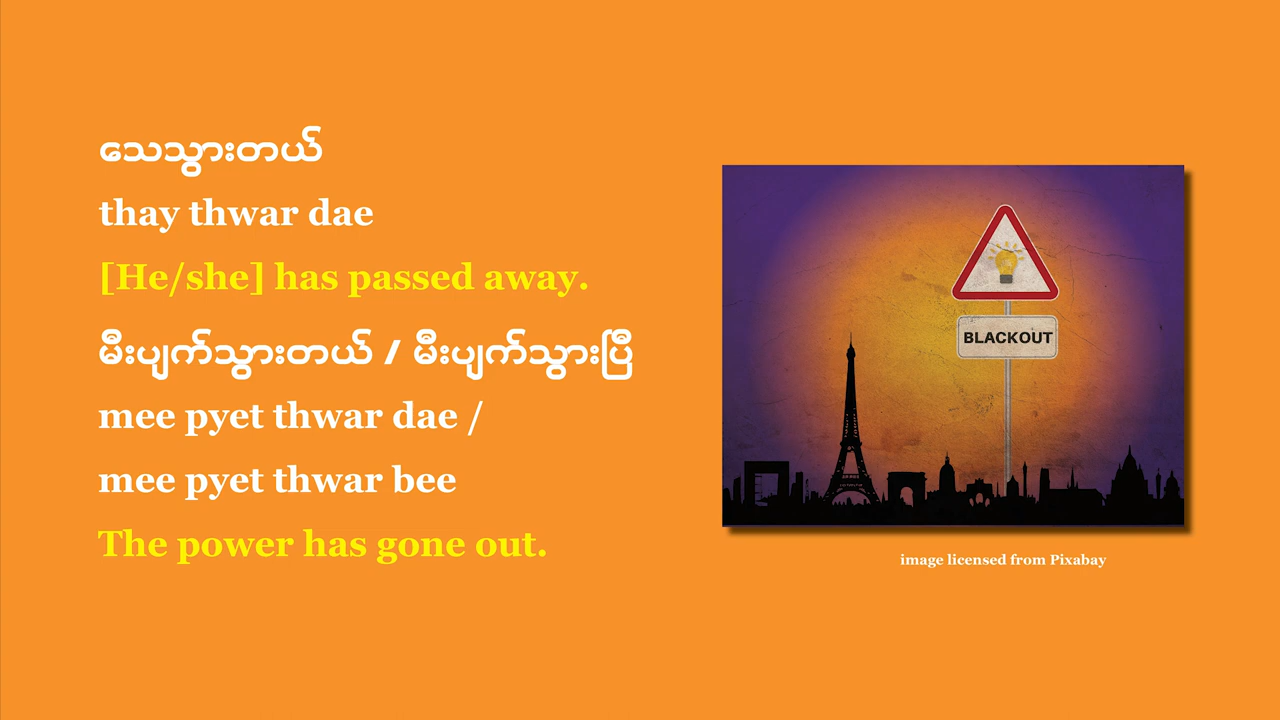 သေသွားတယ်
thay thwar dae
[He/she] has passed away.
မီးပျက်သွားတယ် / မီးပျက်သွားပြီ
mee pyet thwar dae /
mee pyet thwar bee
The power has gone out.
BLACKOUT
image licensed from Pixabay